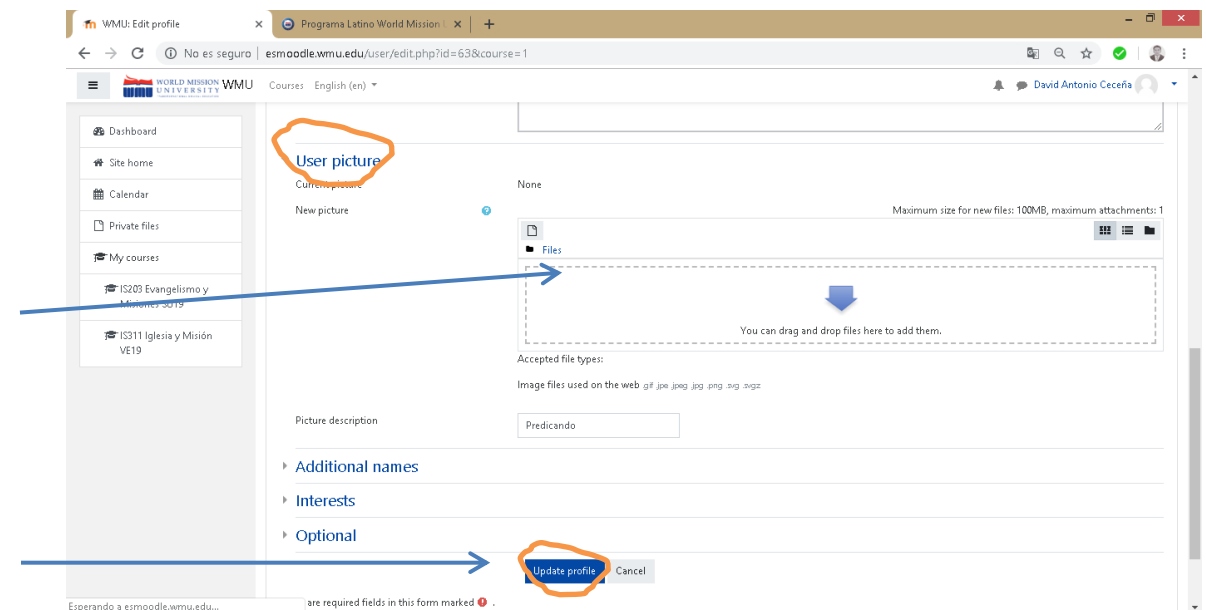 WMU: Edit profile
Programa Latino World Mission
No es seguro | esmoodle.wmu.edu/user/edit.php?id=63&course=1
WORLD MISSION UNIVERSITY WMU Courses English (en) David Antonio Ceceña
Dashboard
Site home
Calendar
Private files
My courses
IS203 Evangelismo y
Misiones SU19
IS311 Iglesia y Misión
VE19
User picture
Current picture None
New picture Maximum size for new files: 100MB, maximum attachments: 1
Files
You can drag and drop files here to add them.
Accepted file types:
Image files used on the web .gif .jpe .jpeg .jpg .png .svg .svgz
Picture description Predicando
Additional names
Interests
Optional
Update profile Cancel
are required fields in this form marked .
Esperando a esmoodle.wmu.edu...